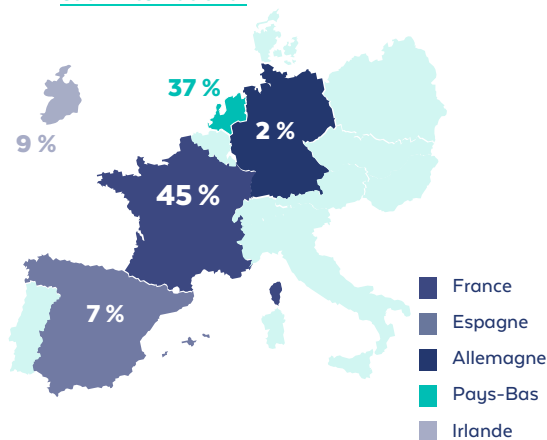 37 %
2 %
9 %
45 %
7 %
France
Espagne
Allemagne
Pays-Bas
Irlande